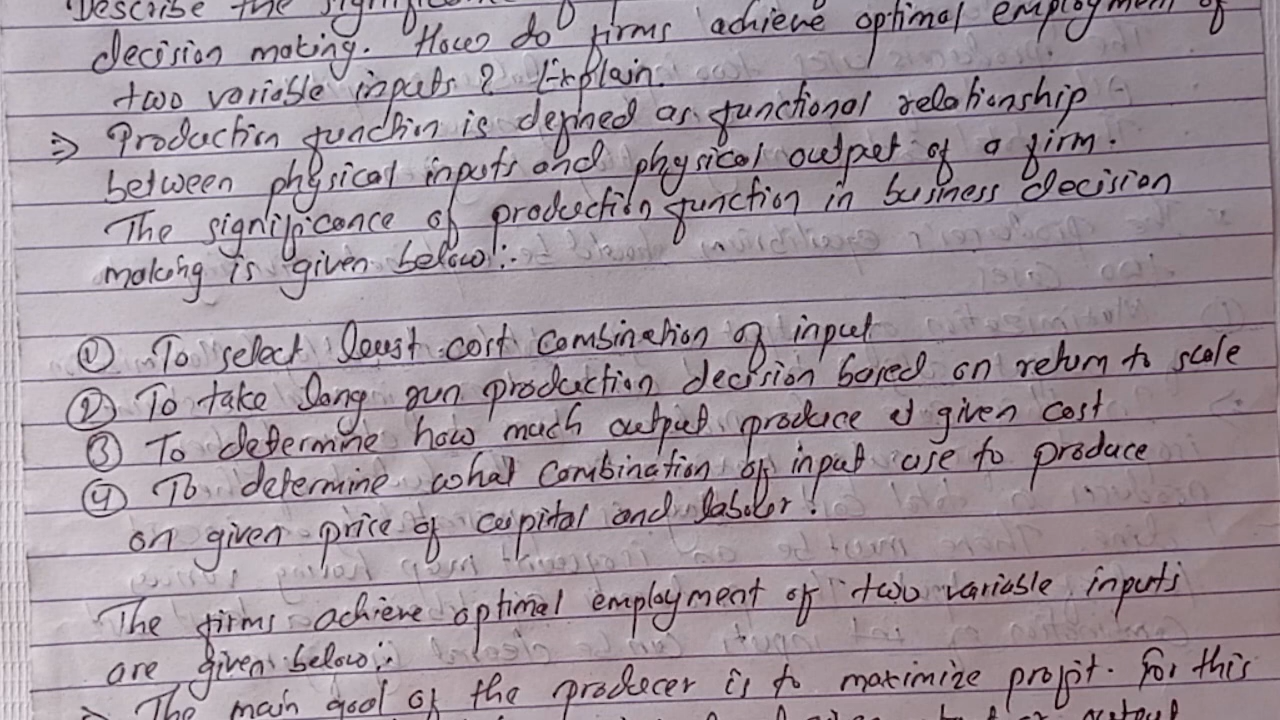 Describe the
decision making. How do firms achieve optimal employment of
two variable inputs ? Explain.
⇒ Production function is defined as functional relationship
between physical inputs and physical output of a firm.
The significance of production function in business decision
making is given below:-
① To select least cost combination of input
② To take long run production decision based on return to scale
③ To determine how much output produce at given cost
④ To determine what combination of input use to produce
on given price of capital and labour!
The firms achieve optimal employment of two variable inputs
are given below:-
The main goal of the producer is to maximize profit. For this